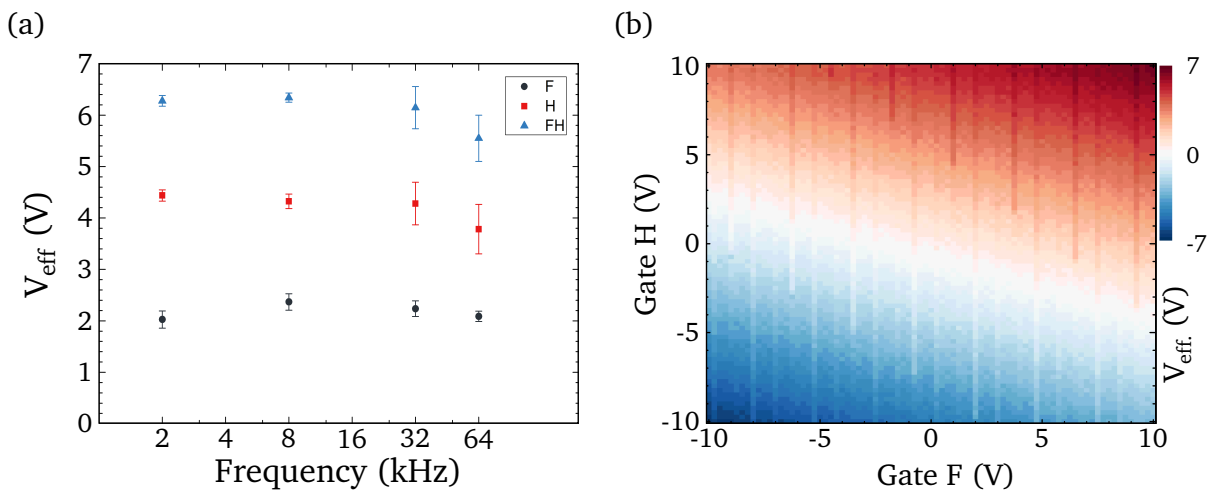 (a)
7
6
5
4
3
2
1
0
V_eff (V)
2 4 8 16 32 64
Frequency (kHz)
F
H
FH
(b)
10
5
0
-5
-10
Gate H (V)
-10 -5 0 5 10
Gate F (V)
7
0
-7
V_eff. (V)